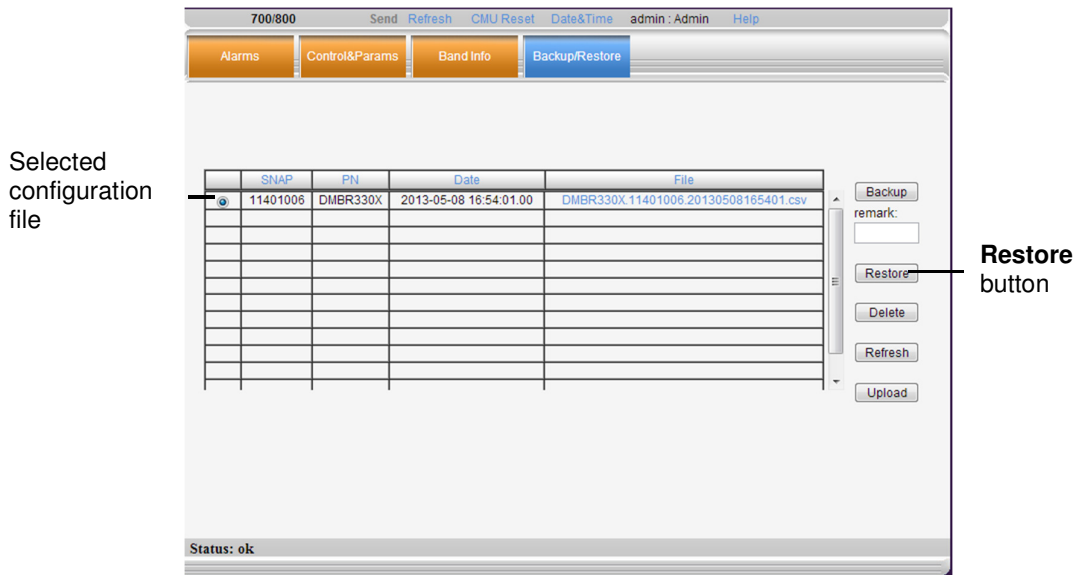 700/800 Send Refresh CMU Reset Date&Time admin : Admin Help
Alarms Control&Params Band Info Backup/Restore
Selected
configuration
file
SNAP PN Date File
11401006 DMBR330X 2013-05-08 16:54:01.00 DMBR330X.11401006.20130508165401.csv
Backup
remark:
Restore
Delete
Refresh
Upload
Restore
button
Status: ok